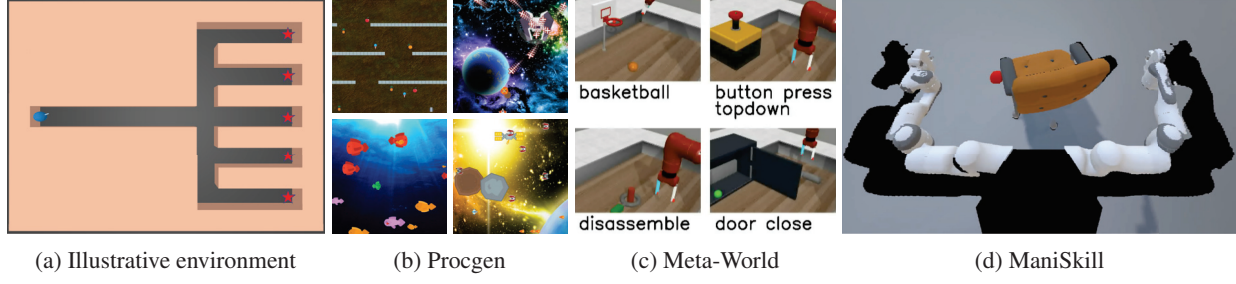 basketball
button press
topdown
disassemble
door close
(a) Illustrative environment
(b) Procgen
(c) Meta-World
(d) ManiSkill